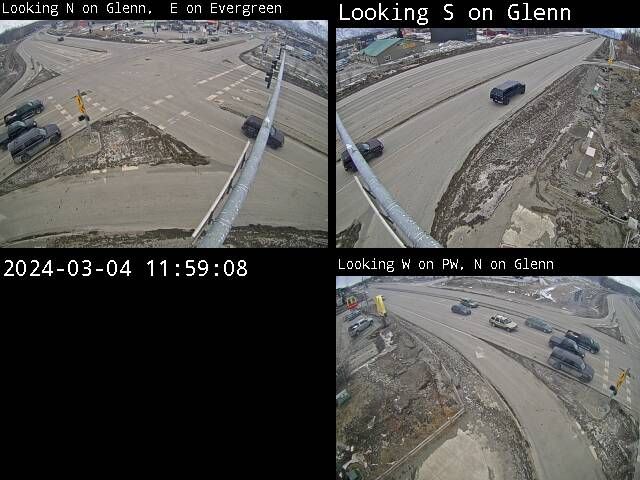 Looking N on Glenn,  E on Evergreen
Looking S on Glenn
2024-03-04 11:59:08
Looking W on PW, N on Glenn